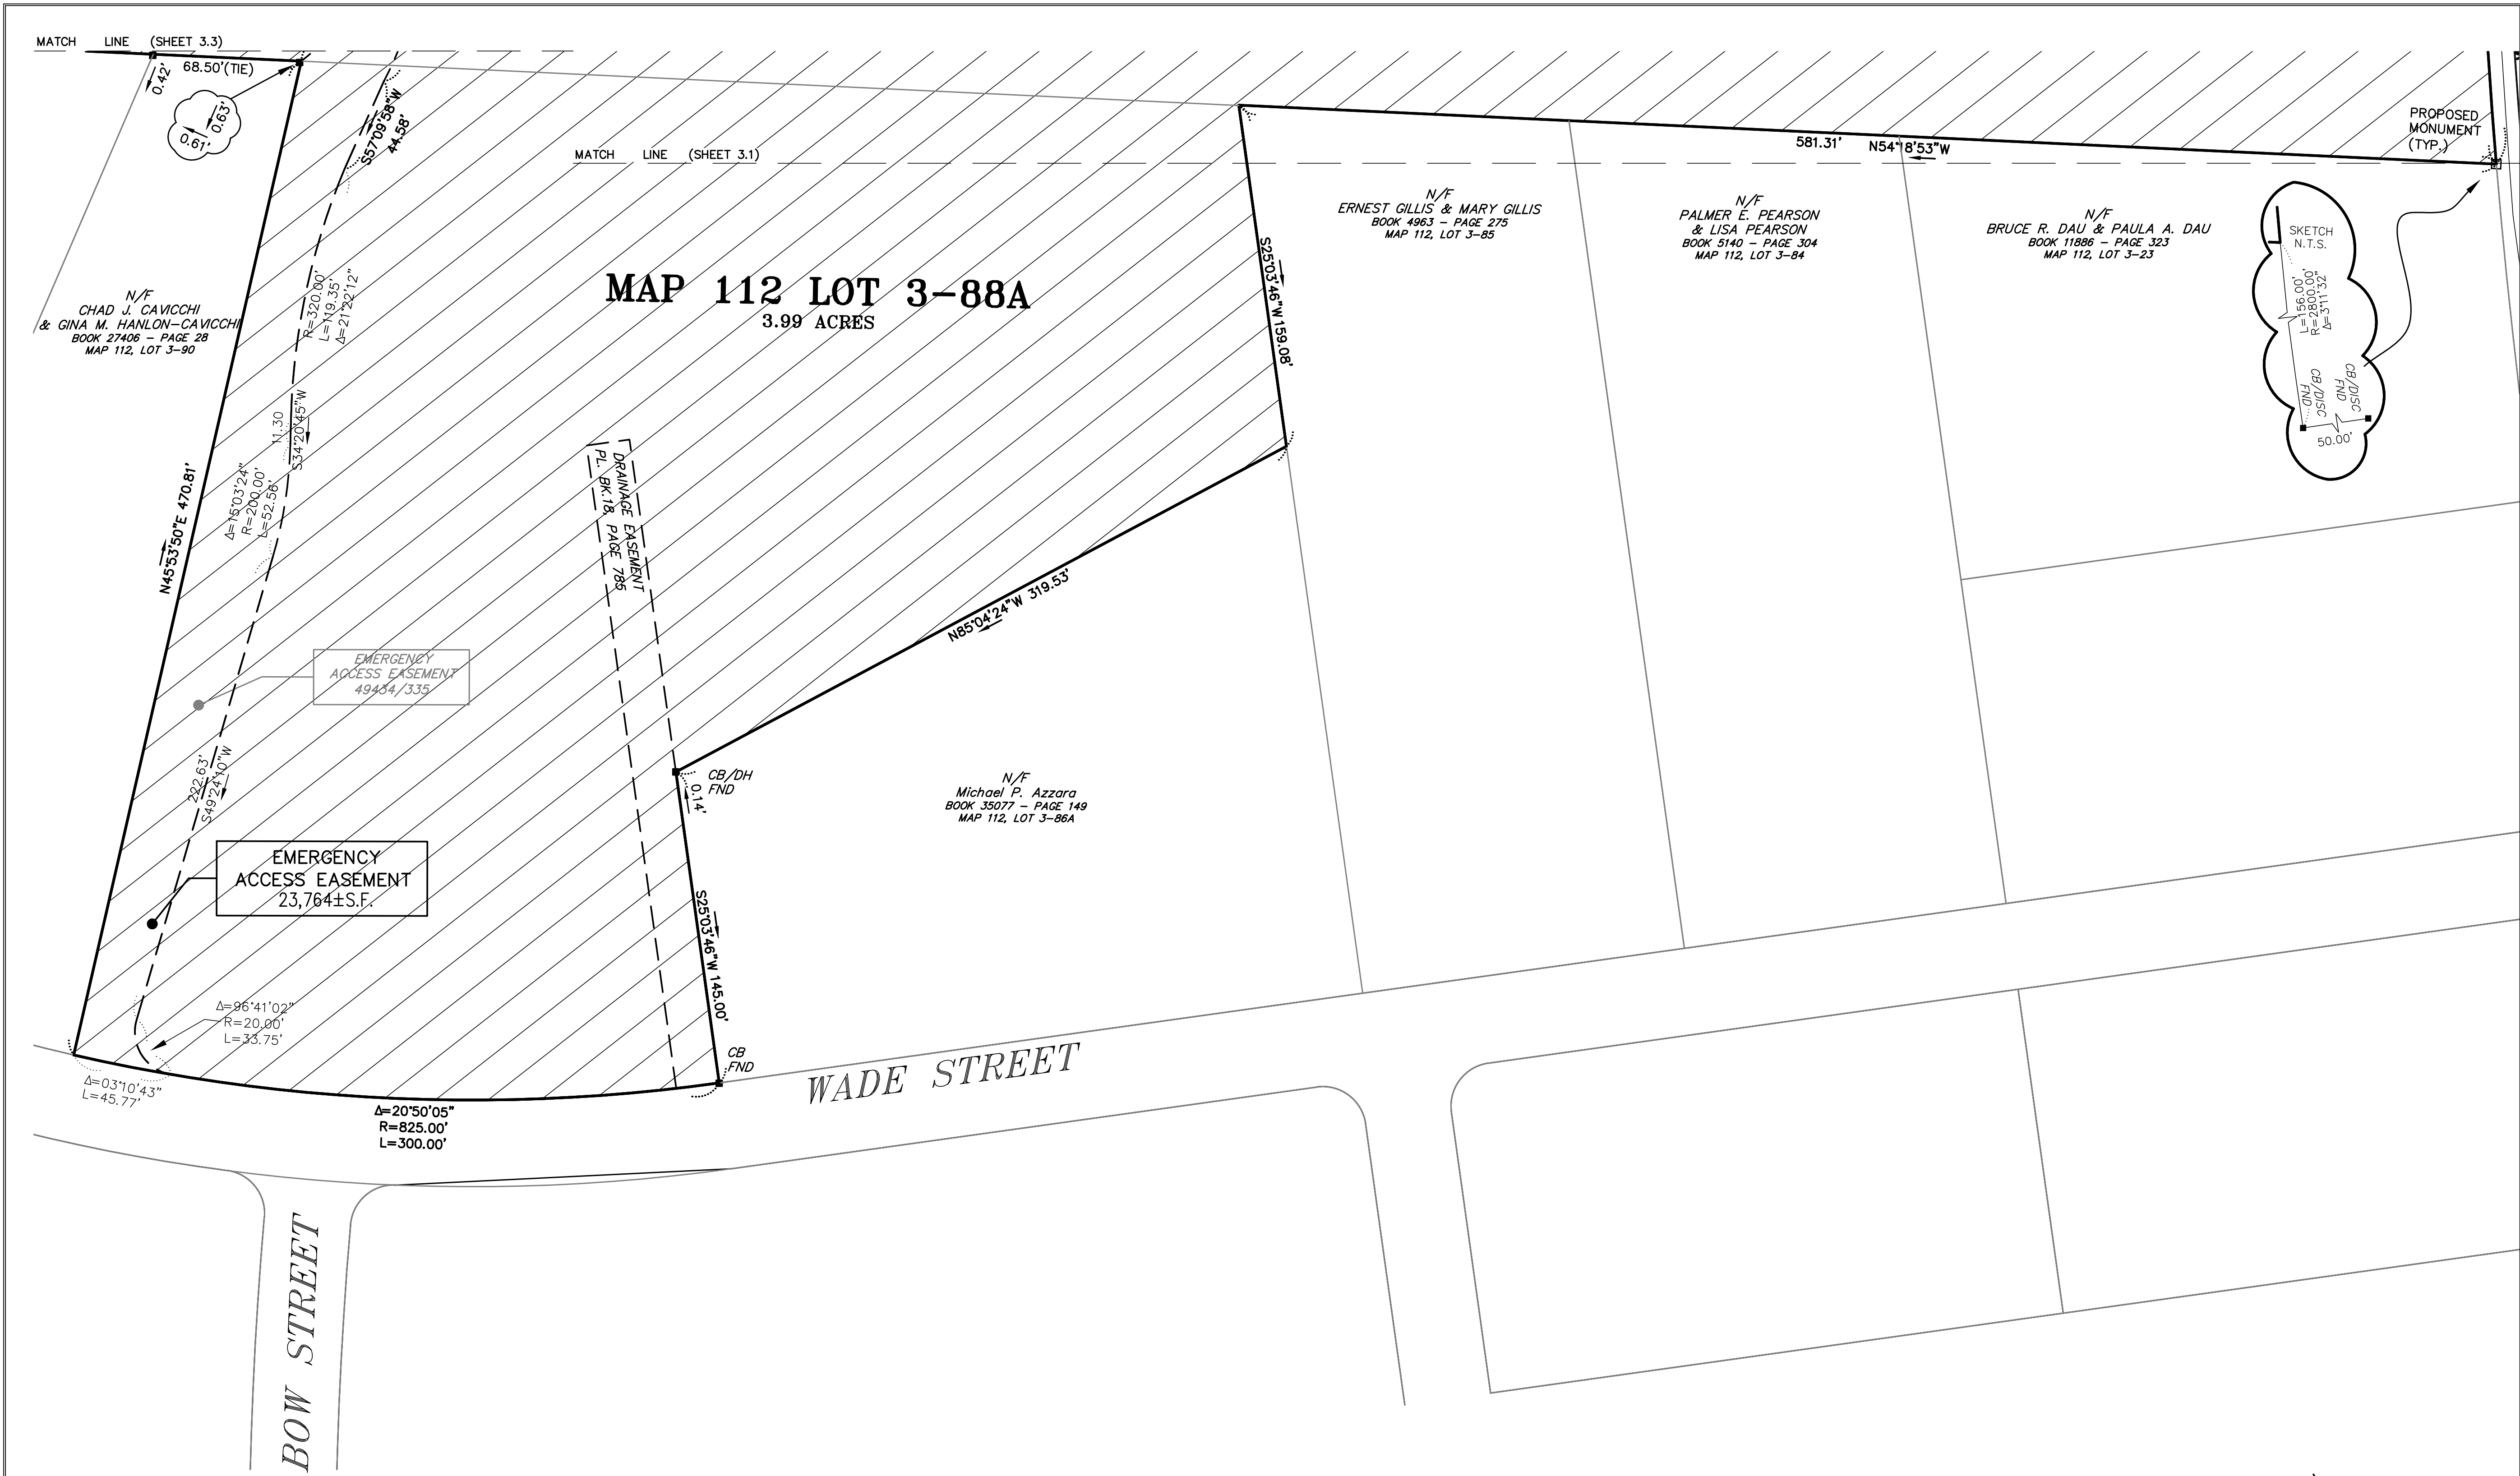 MATCH LINE (SHEET 3.3)
68.50'(TIE)
0.42'
0.63'
0.61'
S57°09'58"W
44.58'
MATCH LINE (SHEET 3.1)
581.31' N54°18'53"W
PROPOSED
MONUMENT
(TYP.)
N/F
ERNEST GILLIS & MARY GILLIS
BOOK 4963 - PAGE 275
MAP 112, LOT 3-85
N/F
PALMER E. PEARSON
& LISA PEARSON
BOOK 5140 - PAGE 304
MAP 112, LOT 3-84
N/F
BRUCE R. DAU & PAULA A. DAU
BOOK 11886 - PAGE 323
MAP 112, LOT 3-23
SKETCH
N.T.S.
L=156.00'
R=2800.00'
Δ=3°11'32"
CB/DISC
FND
CB/DISC
FND
50.00'
N/F
CHAD J. CAVICCHI
& GINA M. HANLON-CAVICCHI
BOOK 27406 - PAGE 28
MAP 112, LOT 3-90
R=320.00'
L=119.35'
Δ=21°22'12"
MAP 112 LOT 3-88A
3.99 ACRES
S25°03'46"W 159.08'
11.30
S34°20'45"W
Δ=15°03'24"
R=200.00'
L=52.56'
N45°53'50"E 470.81'
DRAINAGE EASEMENT
PL. BK.18, PAGE 785
N85°04'24"W 319.53'
EMERGENCY
ACCESS EASEMENT
49434/335
222.63'
S49°24'10"W
CB/DH
FND
0.14'
N/F
Michael P. Azzara
BOOK 35077 - PAGE 149
MAP 112, LOT 3-86A
EMERGENCY
ACCESS EASEMENT
23,764±S.F.
S25°03'46"W 145.00'
Δ=96°41'02"
R=20.00'
L=33.75'
CB
FND
Δ=03°10'43"
L=45.77'
Δ=20°50'05"
R=825.00'
L=300.00'
WADE STREET
BOW STREET